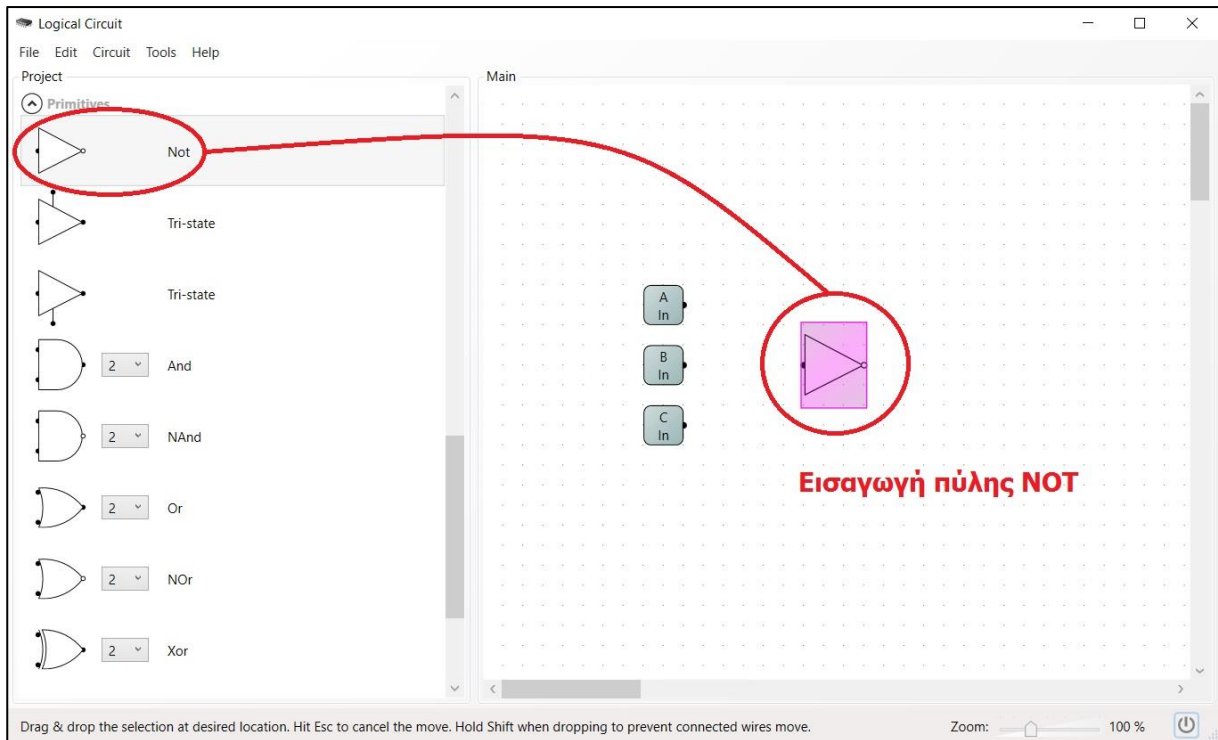 Logical Circuit
File Edit Circuit Tools Help
Project
Main
Primitives
Not
Tri-state
Tri-state
2 And
2 NAnd
2 Or
2 NOr
2 Xor
A
In
B
In
C
In
Εισαγωγή πύλης NOT
Drag & drop the selection at desired location. Hit Esc to cancel the move. Hold Shift when dropping to prevent connected wires move.
Zoom: 100 %